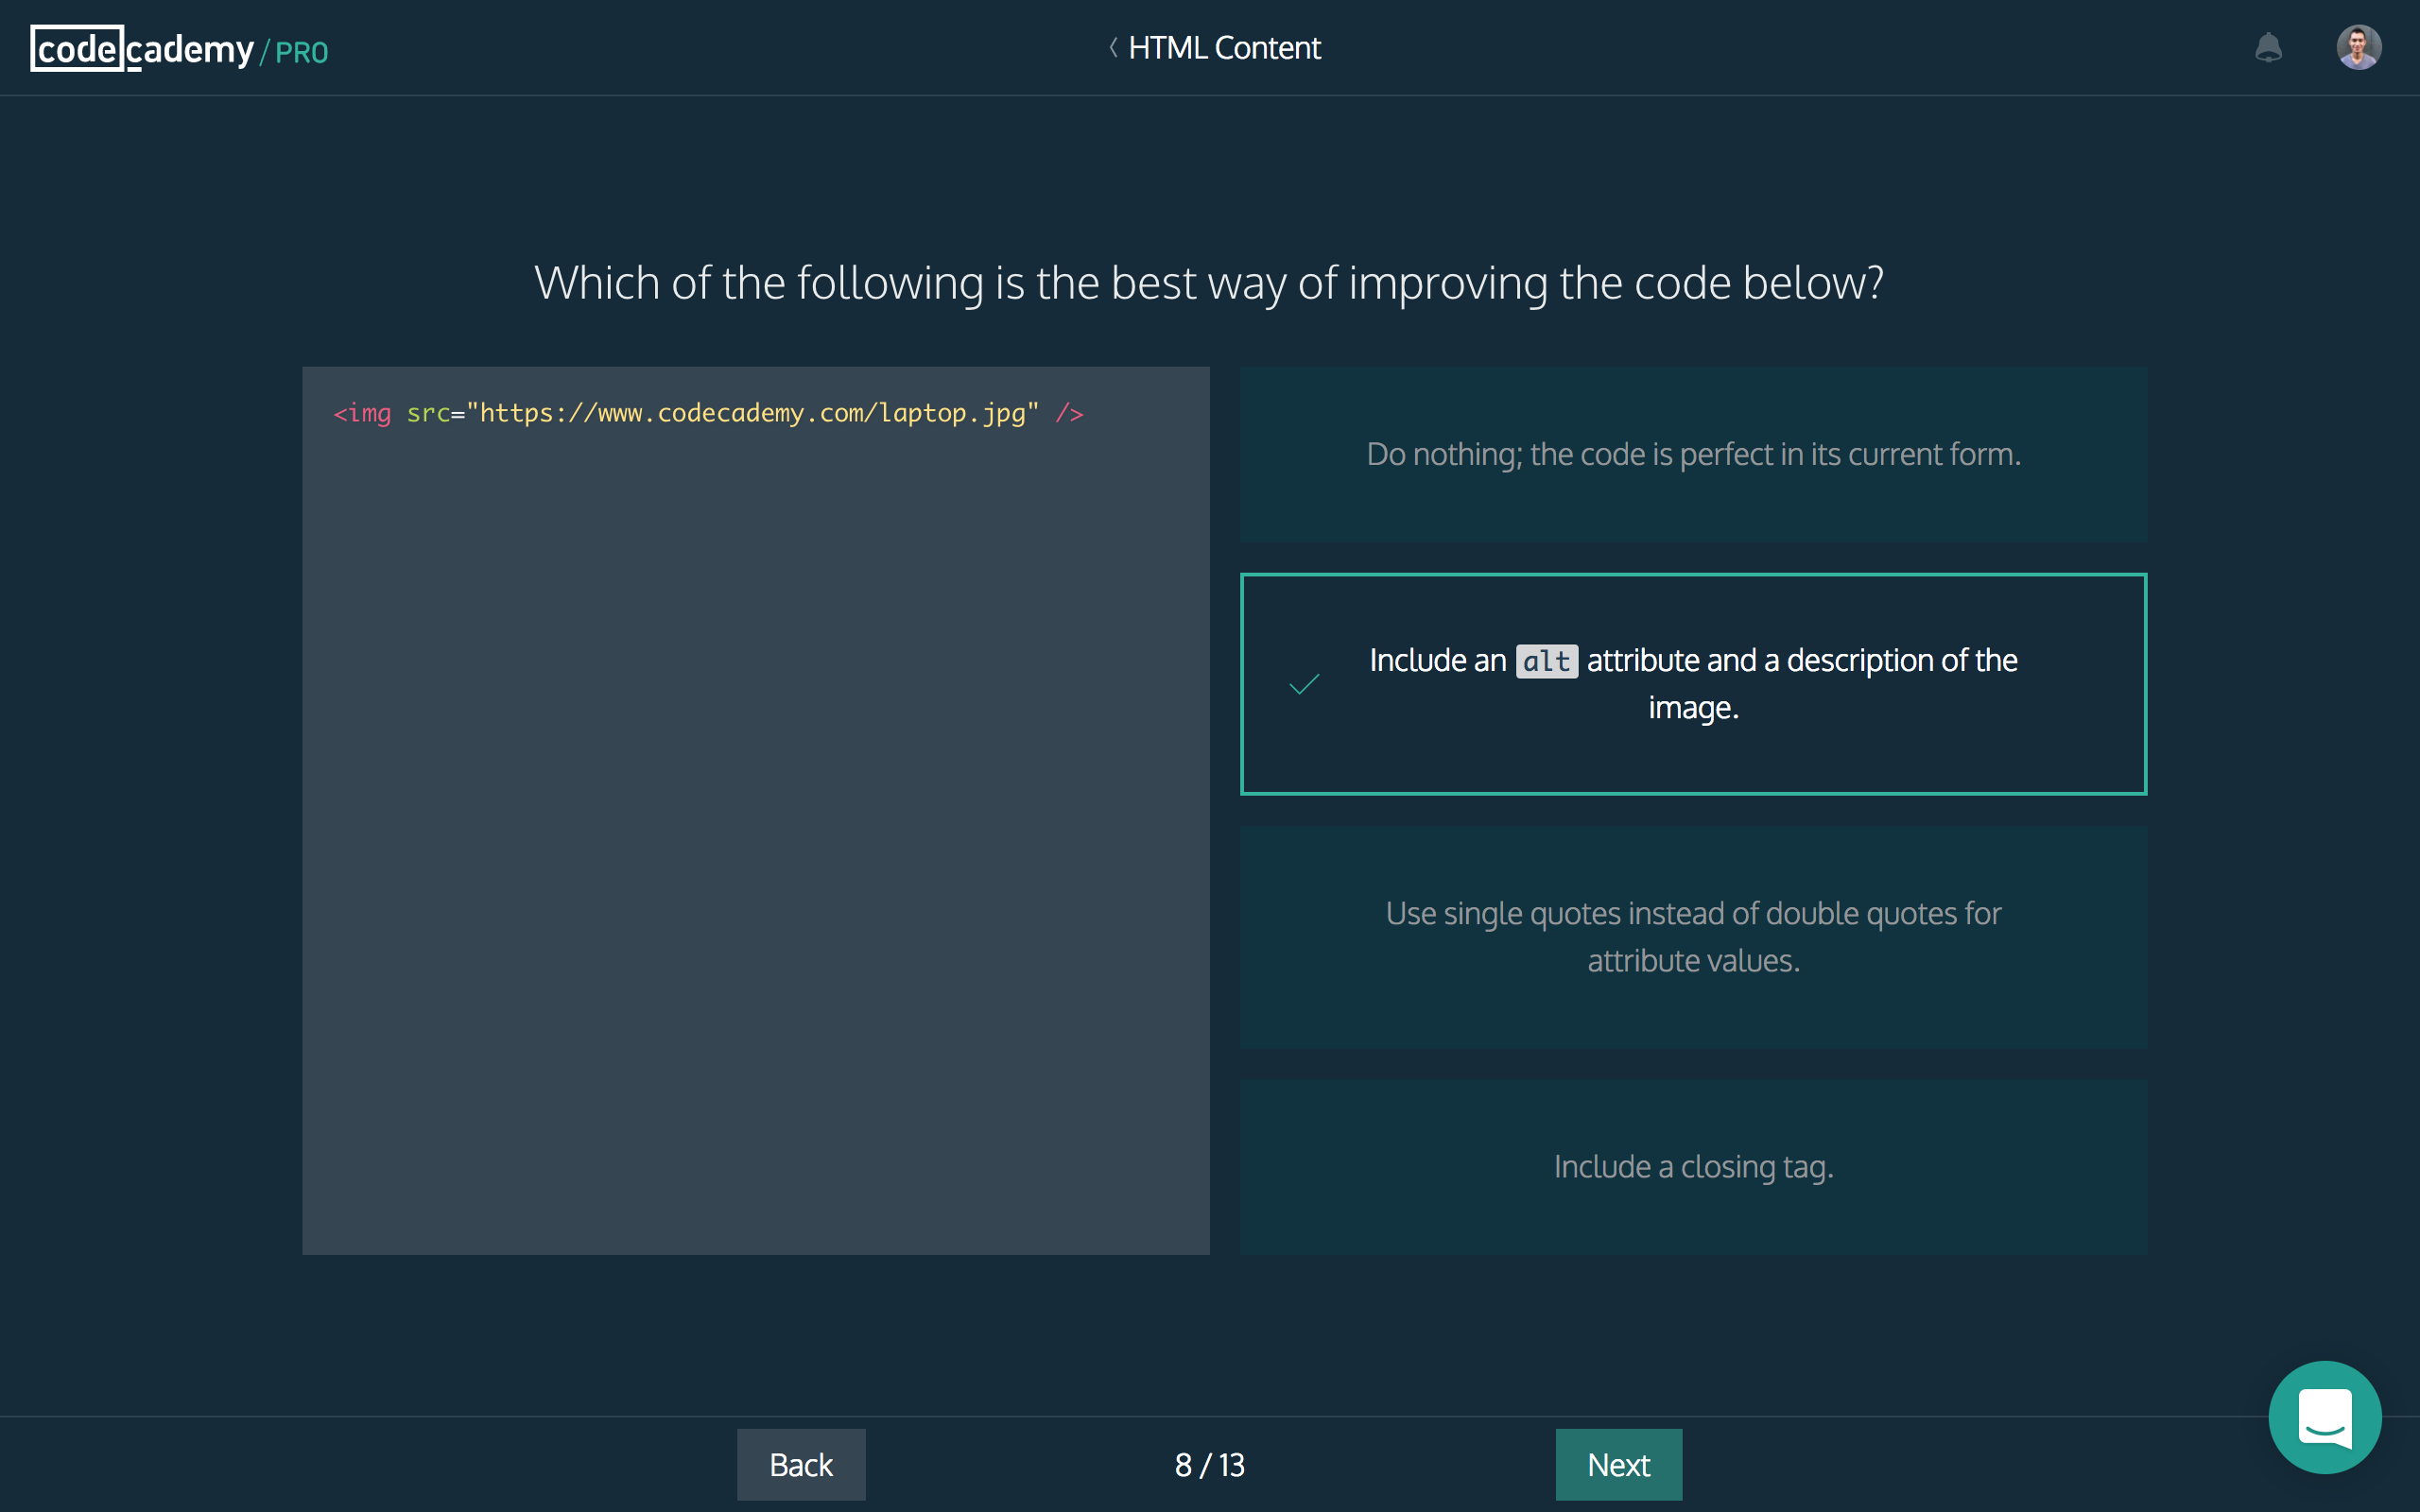 codecademy/PRO
HTML Content
Which of the following is the best way of improving the code below?
<img src="https://www.codecademy.com/laptop.jpg" />
Do nothing; the code is perfect in its current form.
Include an alt attribute and a description of the
image.
Use single quotes instead of double quotes for
attribute values.
Include a closing tag.
Back
8 / 13
Next